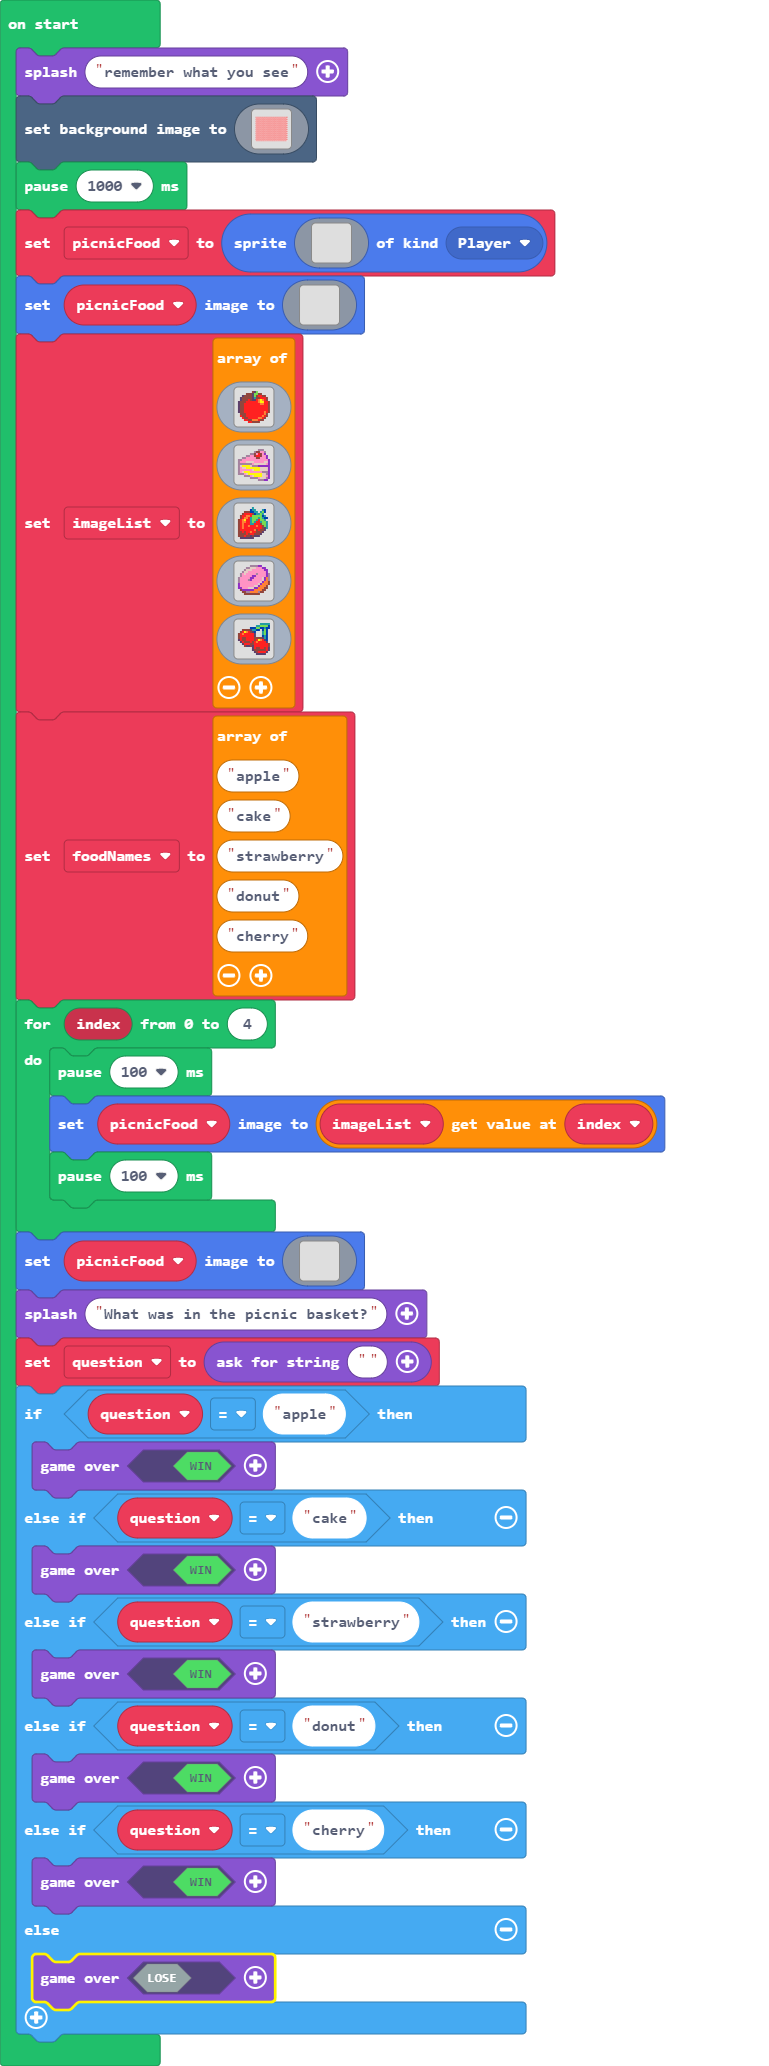 on start
splash "remember what you see"
set background image to
pause 1000 ms
set picnicFood to sprite of kind Player
set picnicFood image to
array of
set imageList to
array of
"apple"
"cake"
set foodNames to "strawberry"
"donut"
"cherry"
for index from 0 to 4
do
pause 100 ms
set picnicFood image to imageList get value at index
pause 100 ms
set picnicFood image to
splash "What was in the picnic basket?"
set question to ask for string " "
if question = "apple" then
game over WIN
else if question = "cake" then
game over WIN
else if question = "strawberry" then
game over WIN
else if question = "donut" then
game over WIN
else if question = "cherry" then
game over WIN
else
game over LOSE